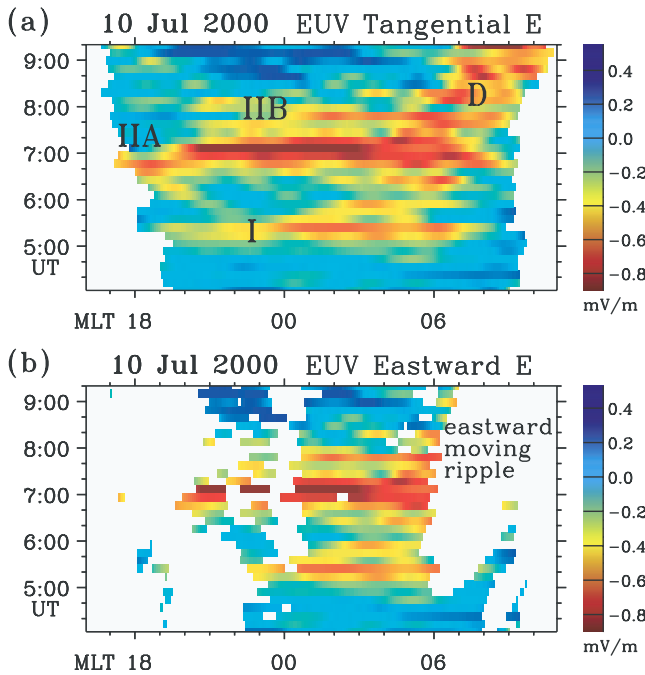 (a) 10 Jul 2000 EUV Tangential E
9:00
8:00
7:00
6:00
5:00
UT
IIA
IIB
D
I
MLT 18 00 06
0.4
0.2
0.0
−0.2
−0.4
−0.6
−0.8
mV/m
(b) 10 Jul 2000 EUV Eastward E
9:00
8:00
7:00
6:00
5:00
UT
eastward
moving
ripple
MLT 18 00 06
0.4
0.2
0.0
−0.2
−0.4
−0.6
−0.8
mV/m